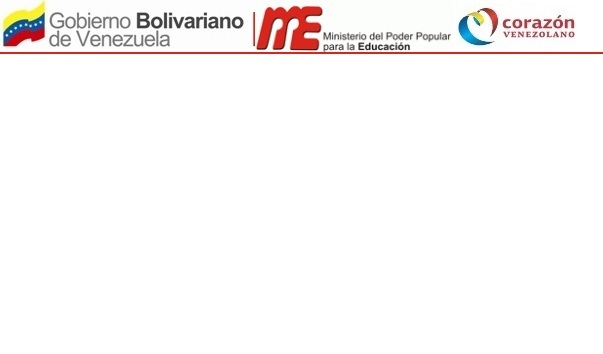 Gobierno Bolivariano
de Venezuela
ME
Ministerio del Poder Popular
para la Educación
corazón
VENEZOLANO